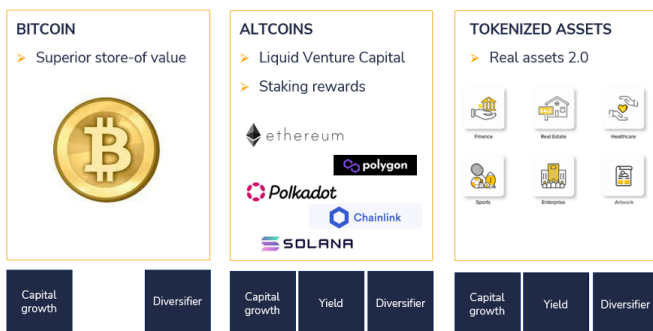 BITCOIN
➢ Superior store-of value
ALTCOINS
➢ Liquid Venture Capital
➢ Staking rewards
ethereum
polygon
Polkadot
Chainlink
SOLANA
TOKENIZED ASSETS
➢ Real assets 2.0
Finance
Real Estate
Healthcare
Sports
Enterprise
Artwork
Capital
growth
Diversifier
Capital
growth
Yield
Diversifier
Capital
growth
Yield
Diversifier